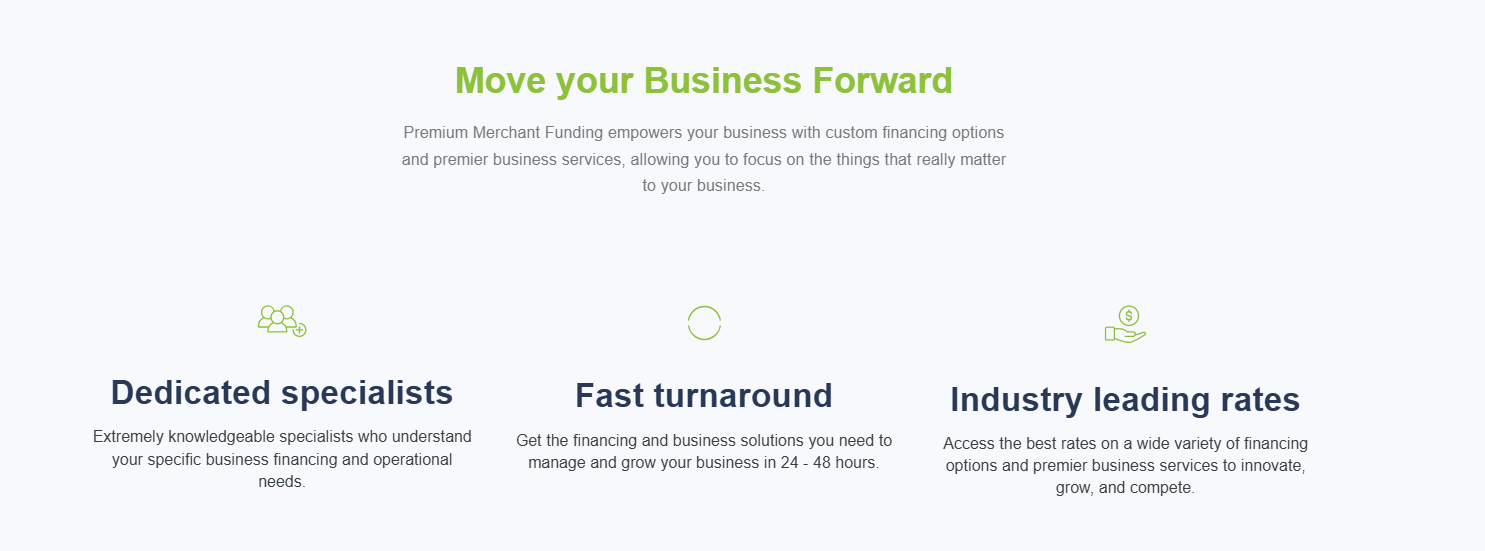 Move your Business Forward
Premium Merchant Funding empowers your business with custom financing options
and premier business services, allowing you to focus on the things that really matter
to your business.
$
Dedicated specialists
Extremely knowledgeable specialists who understand
your specific business financing and operational
needs.
Fast turnaround
Get the financing and business solutions you need to
manage and grow your business in 24 - 48 hours.
Industry leading rates
Access the best rates on a wide variety of financing
options and premier business services to innovate,
grow, and compete.